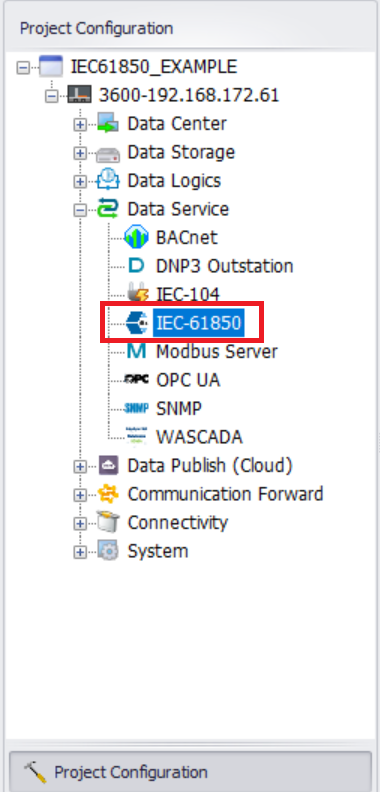 Project Configuration
IEC61850_EXAMPLE
3600-192.168.172.61
Data Center
Data Storage
Data Logics
Data Service
BACnet
D DNP3 Outstation
IEC-104
IEC-61850
M Modbus Server
OPC OPC UA
SNMP SNMP
WASCADA
Data Publish (Cloud)
Communication Forward
Connectivity
System
Project Configuration